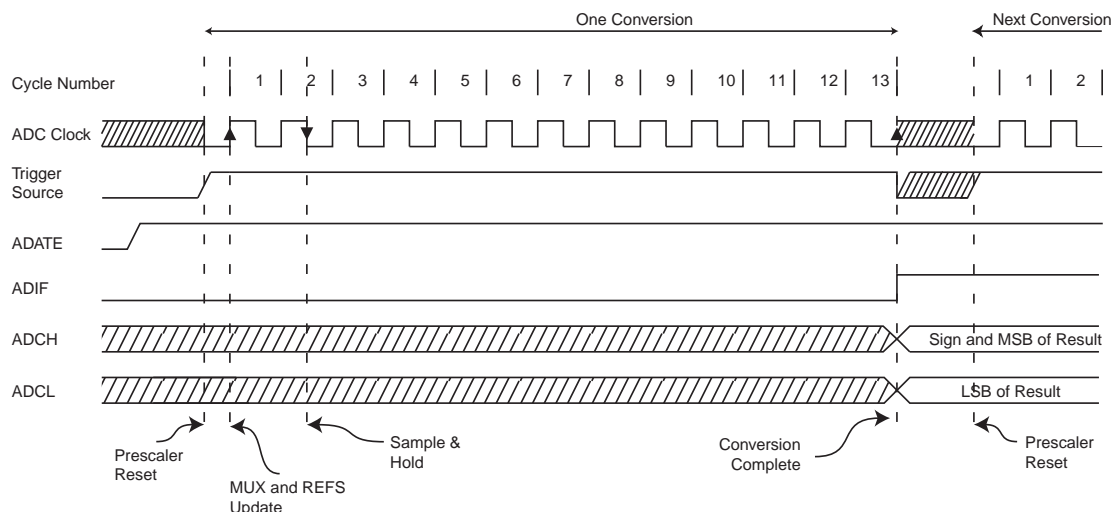 One Conversion
Next Conversion
Cycle Number
1 2 3 4 5 6 7 8 9 10 11 12 13 1 2
ADC Clock
Trigger
Source
ADATE
ADIF
ADCH
Sign and MSB of Result
ADCL
LSB of Result
Prescaler
Reset
MUX and REFS
Update
Sample &
Hold
Conversion
Complete
Prescaler
Reset